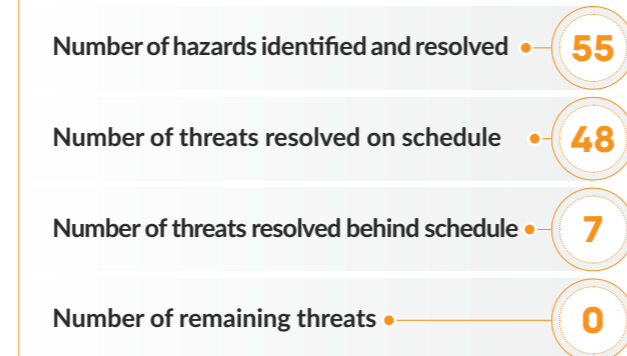 Number of hazards identified and resolved 55
Number of threats resolved on schedule 48
Number of threats resolved behind schedule 7
Number of remaining threats 0